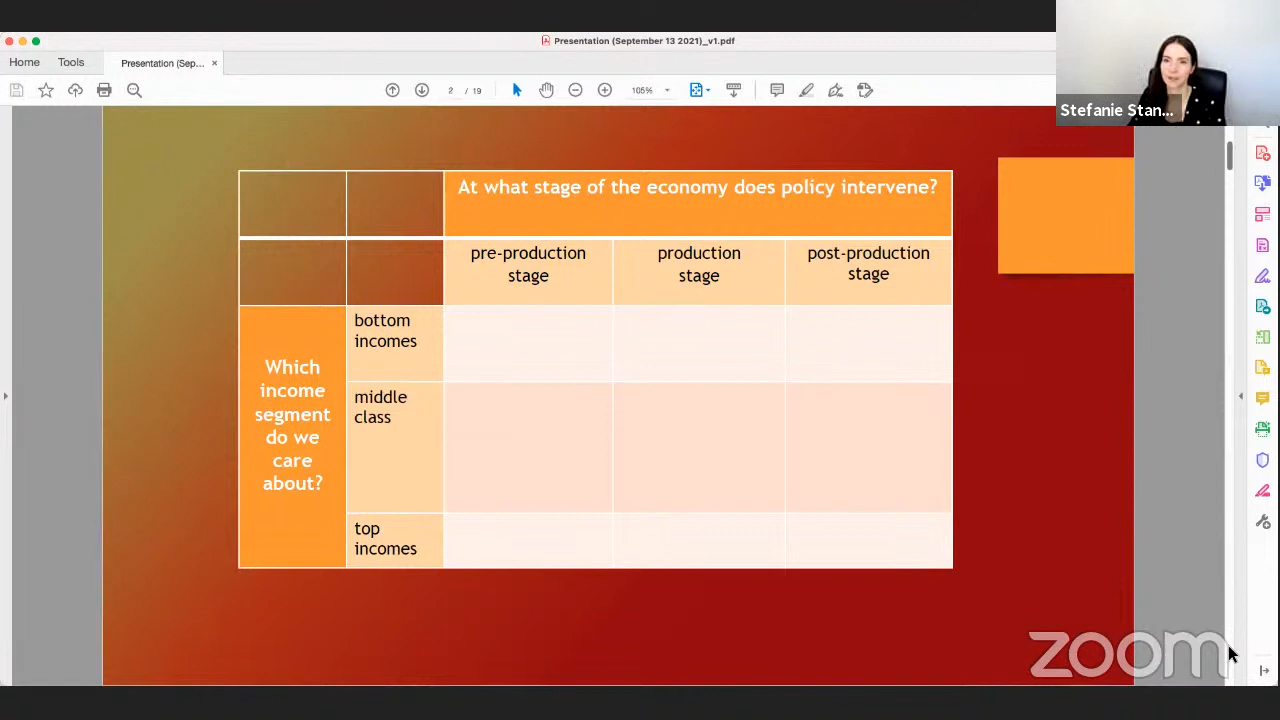 Presentation (September 13 2021)_v1.pdf
Home Tools Presentation (Sep... ×
2 / 19 105%
Stefanie Stan...
At what stage of the economy does policy intervene?
pre-production
stage
production
stage
post-production
stage
Which
income
segment
do we
care
about?
bottom
incomes
middle
class
top
incomes
zoom